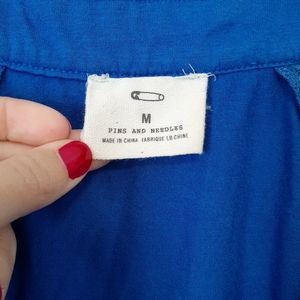 M
PINS AND NEEDLES
MADE IN CHINA FABRIQUE EN CHINE